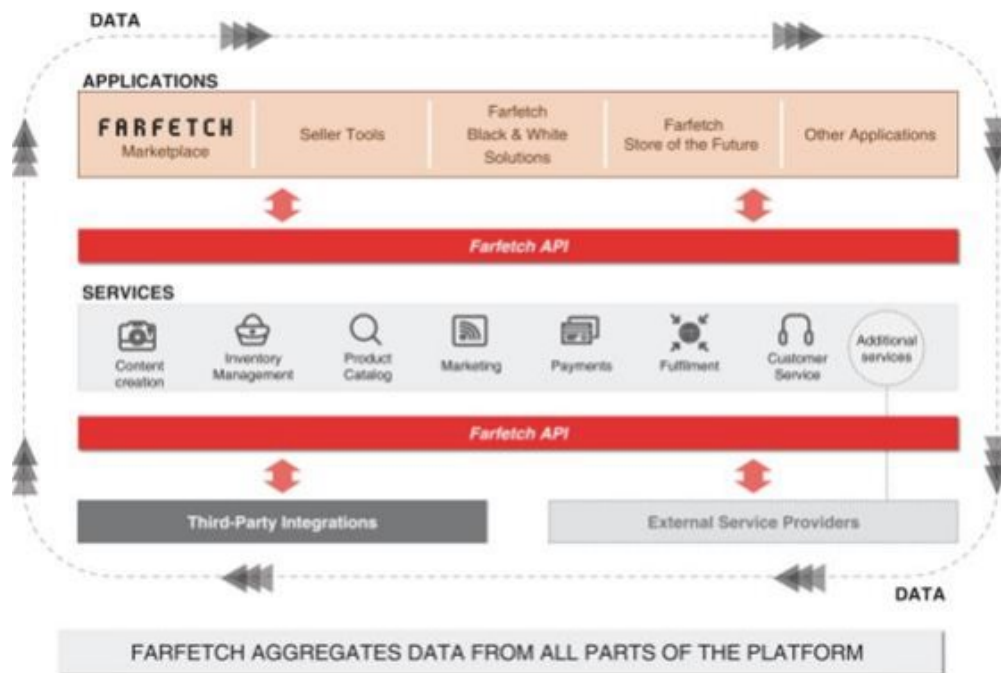 DATA
APPLICATIONS
FARFETCH
Marketplace
Seller Tools
Farfetch
Black & White
Solutions
Farfetch
Store of the Future
Other Applications
Farfetch API
SERVICES
Content
creation
Inventory
Management
Product
Catalog
Marketing
Payments
Fulfilment
Customer
Service
Additional
services
Farfetch API
Third-Party Integrations
External Service Providers
DATA
FARFETCH AGGREGATES DATA FROM ALL PARTS OF THE PLATFORM